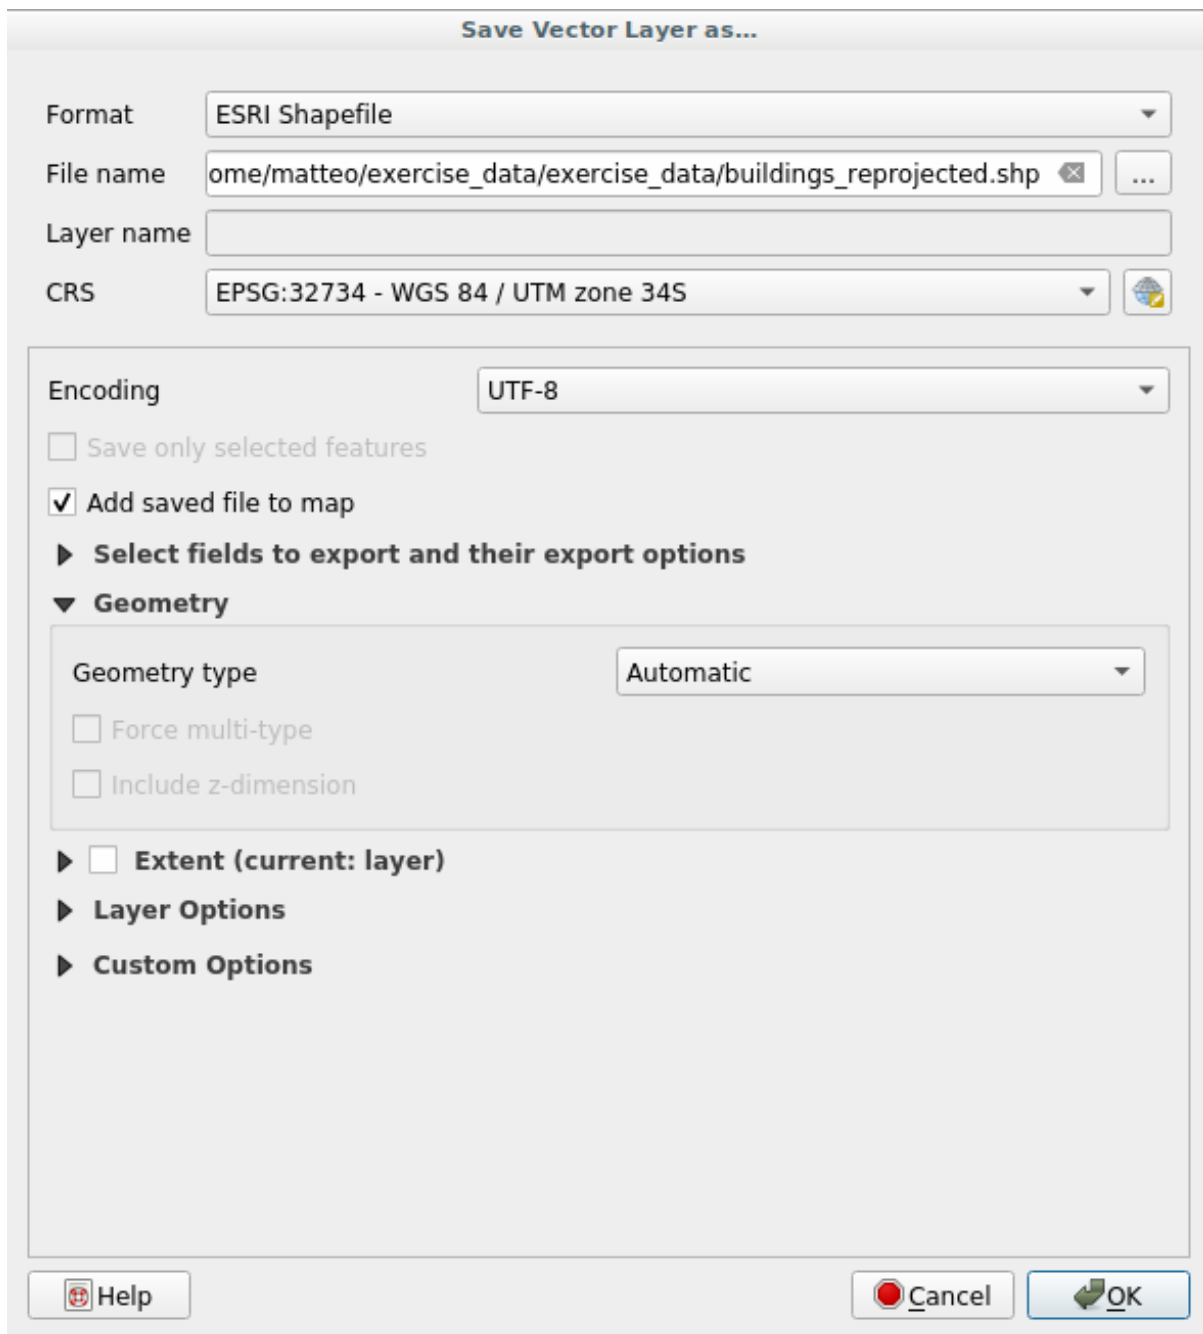 Save Vector Layer as...
Format ESRI Shapefile
File name ome/matteo/exercise_data/exercise_data/buildings_reprojected.shp ...
Layer name
CRS EPSG:32734 - WGS 84 / UTM zone 34S
Encoding UTF-8
Save only selected features
Add saved file to map
Select fields to export and their export options
Geometry
Geometry type Automatic
Force multi-type
Include z-dimension
Extent (current: layer)
Layer Options
Custom Options
Help Cancel OK